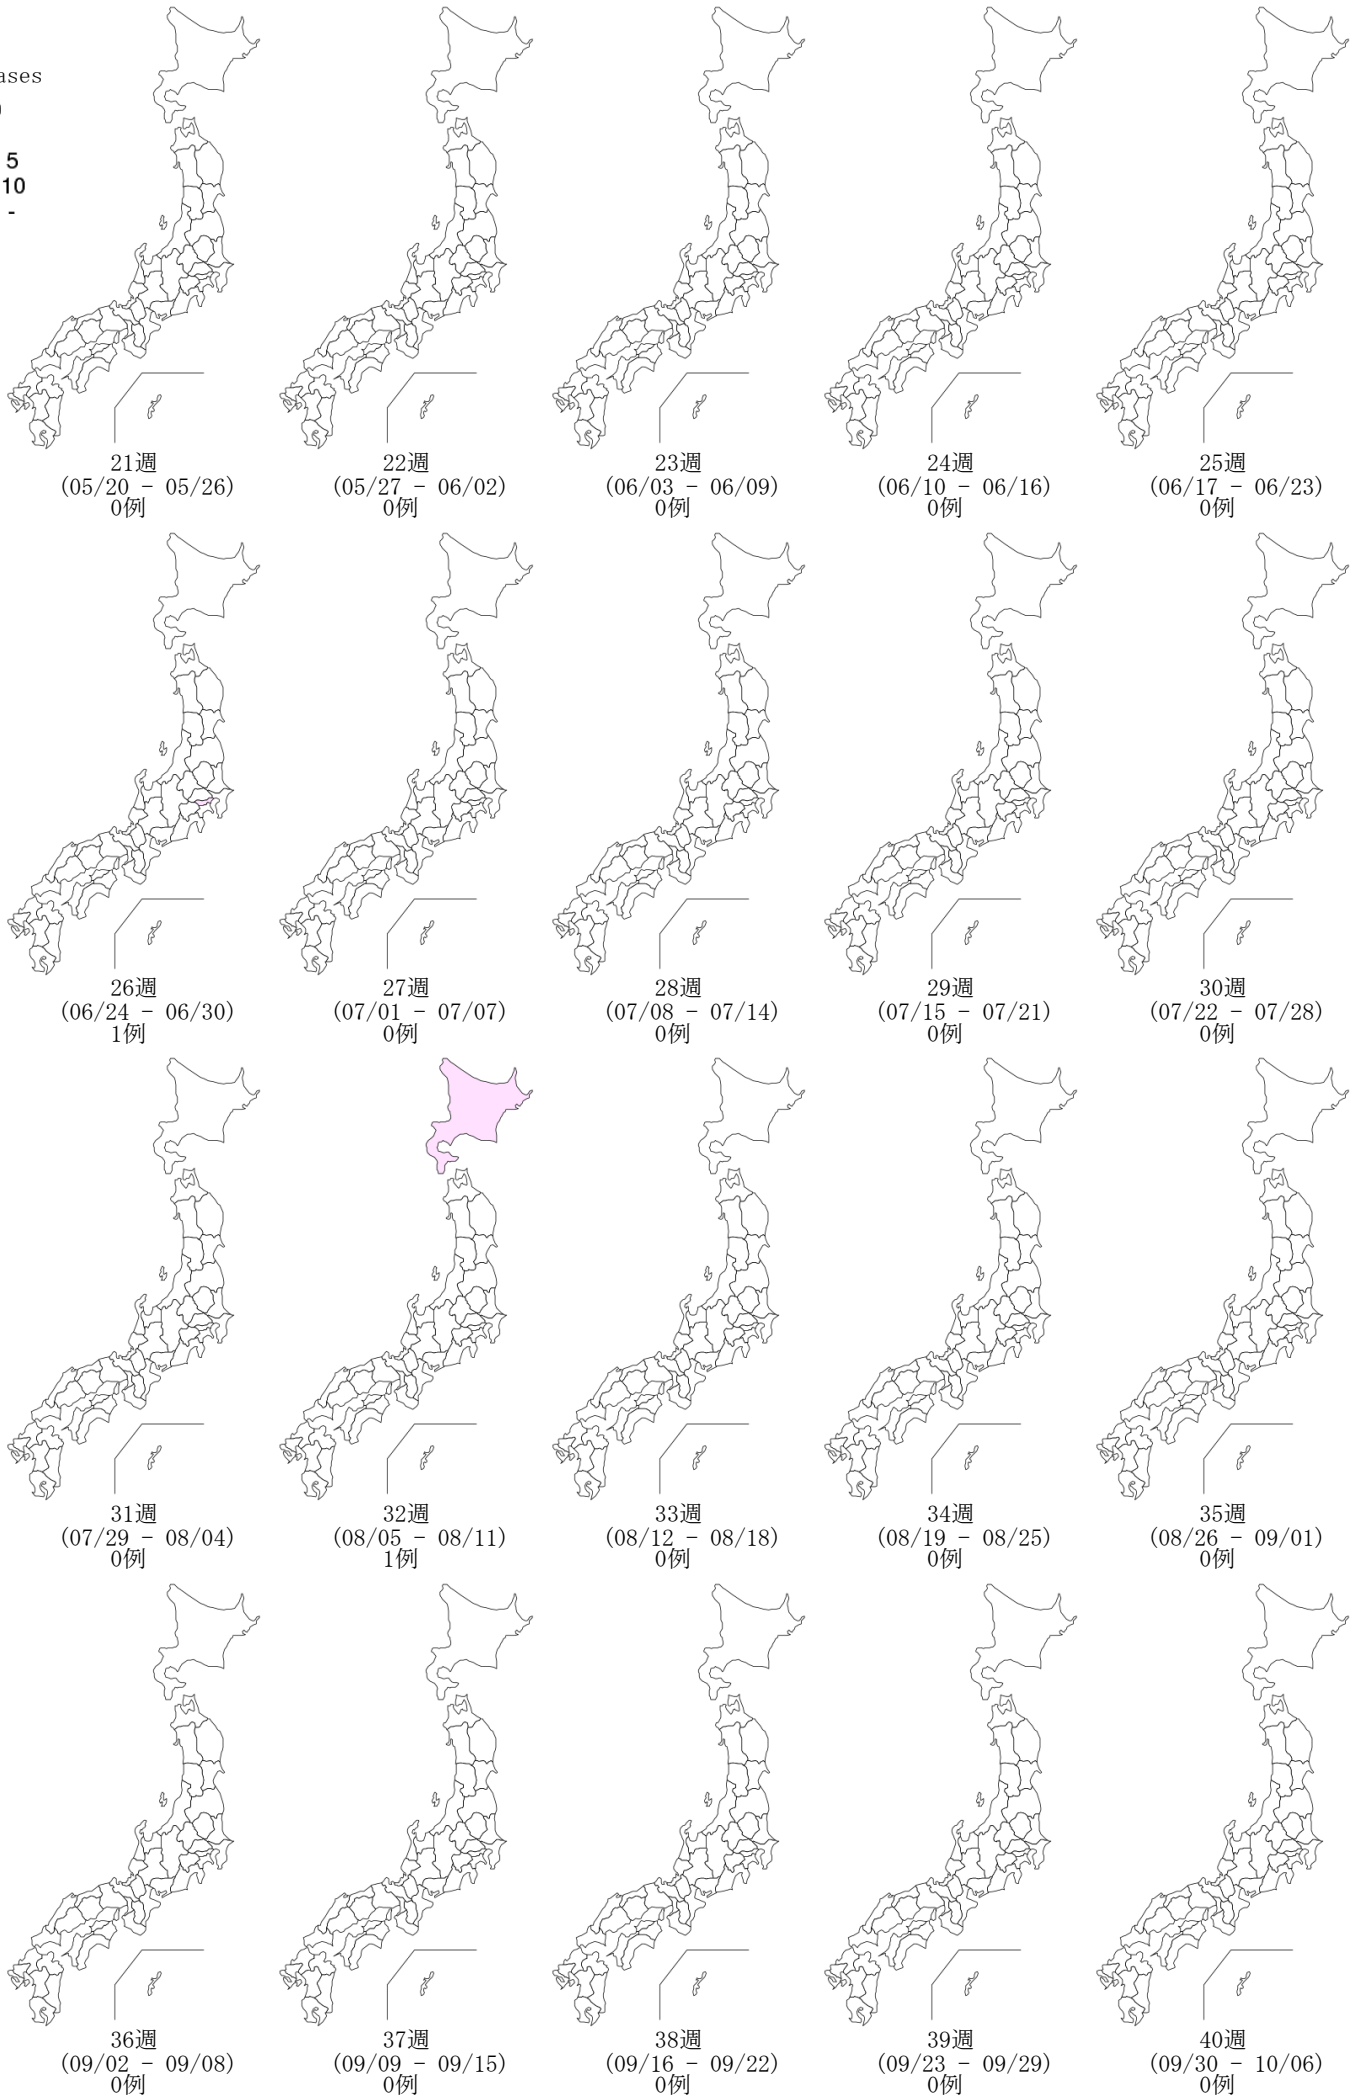 ases
5
10
-
21週
(05/20 - 05/26)
0例
22週
(05/27 - 06/02)
0例
23週
(06/03 - 06/09)
0例
24週
(06/10 - 06/16)
0例
25週
(06/17 - 06/23)
0例
26週
(06/24 - 06/30)
1例
27週
(07/01 - 07/07)
0例
28週
(07/08 - 07/14)
0例
29週
(07/15 - 07/21)
0例
30週
(07/22 - 07/28)
0例
31週
(07/29 - 08/04)
0例
32週
(08/05 - 08/11)
1例
33週
(08/12 - 08/18)
0例
34週
(08/19 - 08/25)
0例
35週
(08/26 - 09/01)
0例
36週
(09/02 - 09/08)
0例
37週
(09/09 - 09/15)
0例
38週
(09/16 - 09/22)
0例
39週
(09/23 - 09/29)
0例
40週
(09/30 - 10/06)
0例